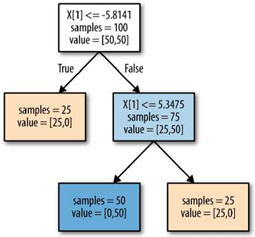 X[1] <= -5.8141
samples = 100
value = [50,50]
True
False
samples = 25
value = [25,0]
X[1] <= 5.3475
samples = 75
value = [25,50]
samples = 50
value = [0,50]
samples = 25
value = [25,0]